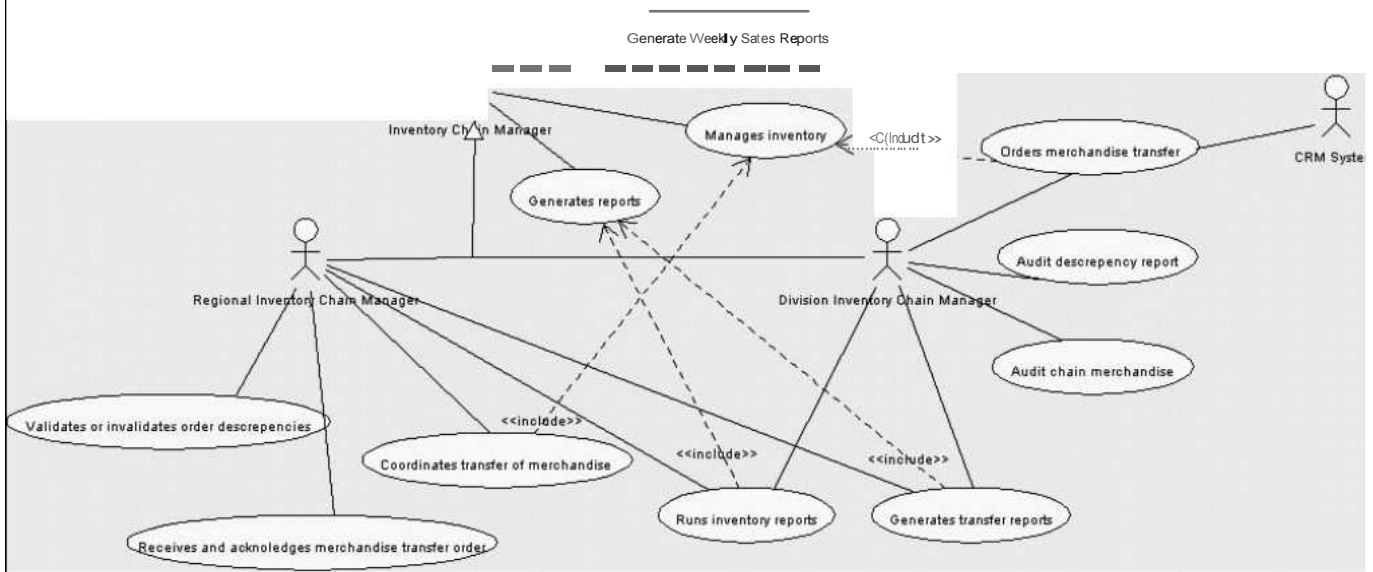 Generate Weekly Sales Reports
Inventory Chain Manager
Manages inventory
Orders merchandise transfer
CRM Syste
Generates reports
Audit descrepency report
Regional Inventory Chain Manager
Division Inventory Chain Manager
Audit chain merchandise
Validates or invalidates order descrepencies
<<include>>
Coordinates transfer of merchandise
<<include>>
<<include>>
Runs inventory reports
Generates transfer reports
Receives and acknoledges merchandise transfer order